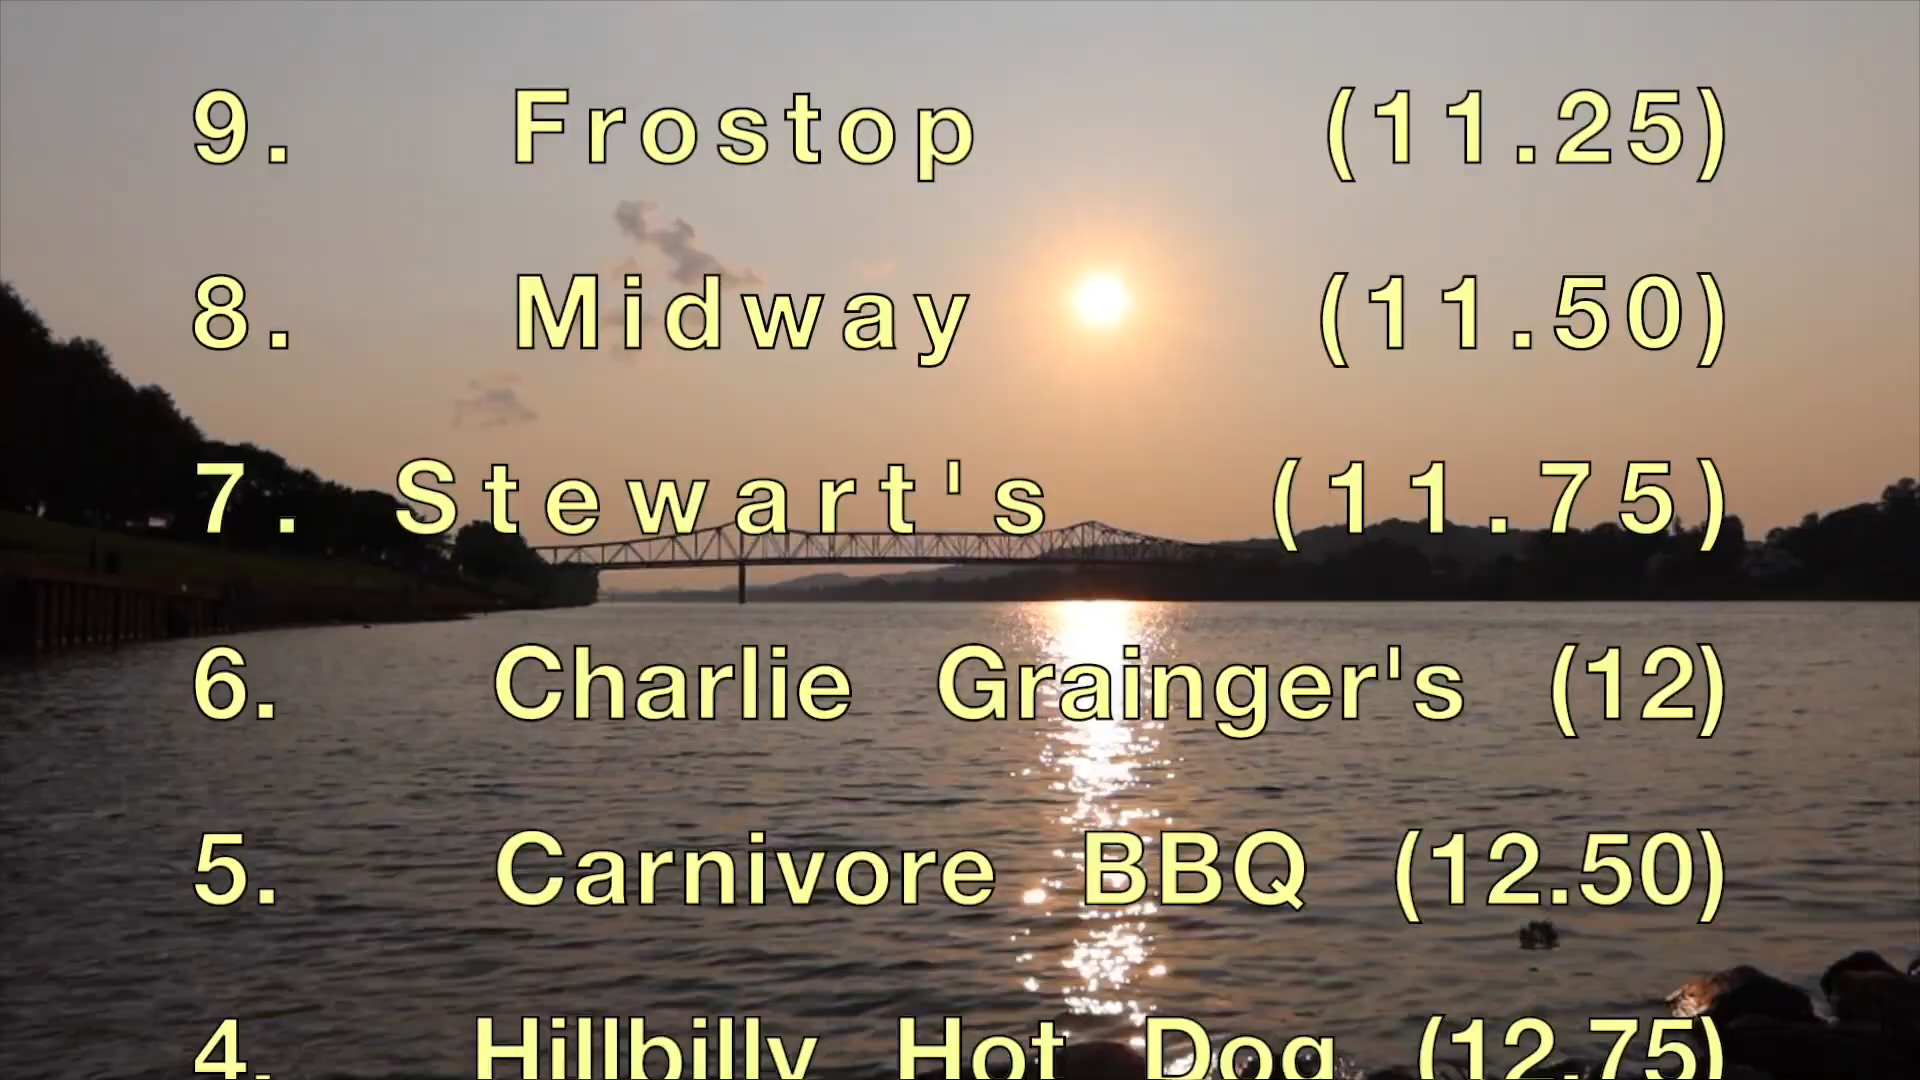 9. Frostop (11.25)
8. Midway (11.50)
7. Stewart's (11.75)
6. Charlie Grainger's (12)
5. Carnivore BBQ (12.50)
4. Hillbilly Hot Dog (12.75)